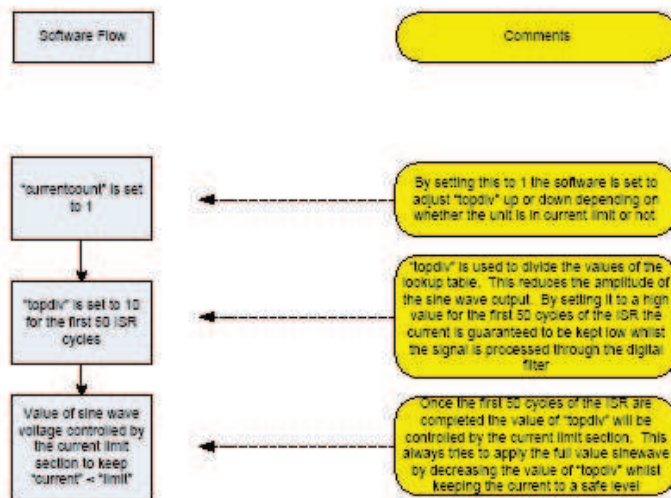 Software Flow
Comments
"currentcount" is set
to 1
By setting this to 1 the software is set to
adjust "topdiv" up or down depending on
whether the unit is in current limit or not
"topdiv" is set to 10
for the first 50 ISR
cycles
"topdiv" is used to divide the values of the
lookup table. This reduces the amplitude of
the sine wave output. By setting it to a high
value for the first 50 cycles of the ISR the
current is guaranteed to be kept low whilst
the signal is processed through the digital
filter
Value of sine wave
voltage controlled by
the current limit
section to keep
"current" < "limit"
Once the first 50 cycles of the ISR are
completed the value of "topdiv" will be
controlled by the current limit section. This
always tries to apply the full value sinewave
by decreasing the value of "topdiv" whilst
keeping the current to a safe level